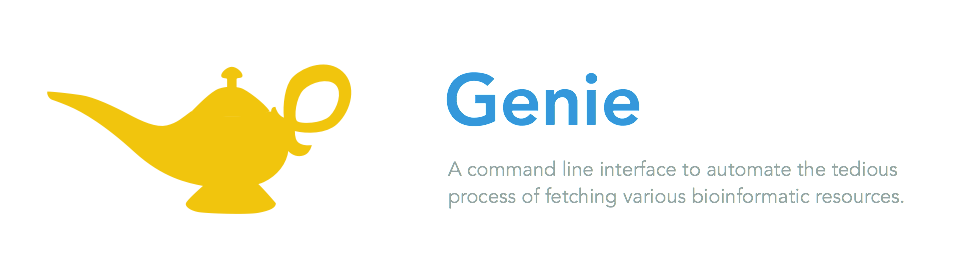 Genie
A command line interface to automate the tedious
process of fetching various bioinformatic resources.